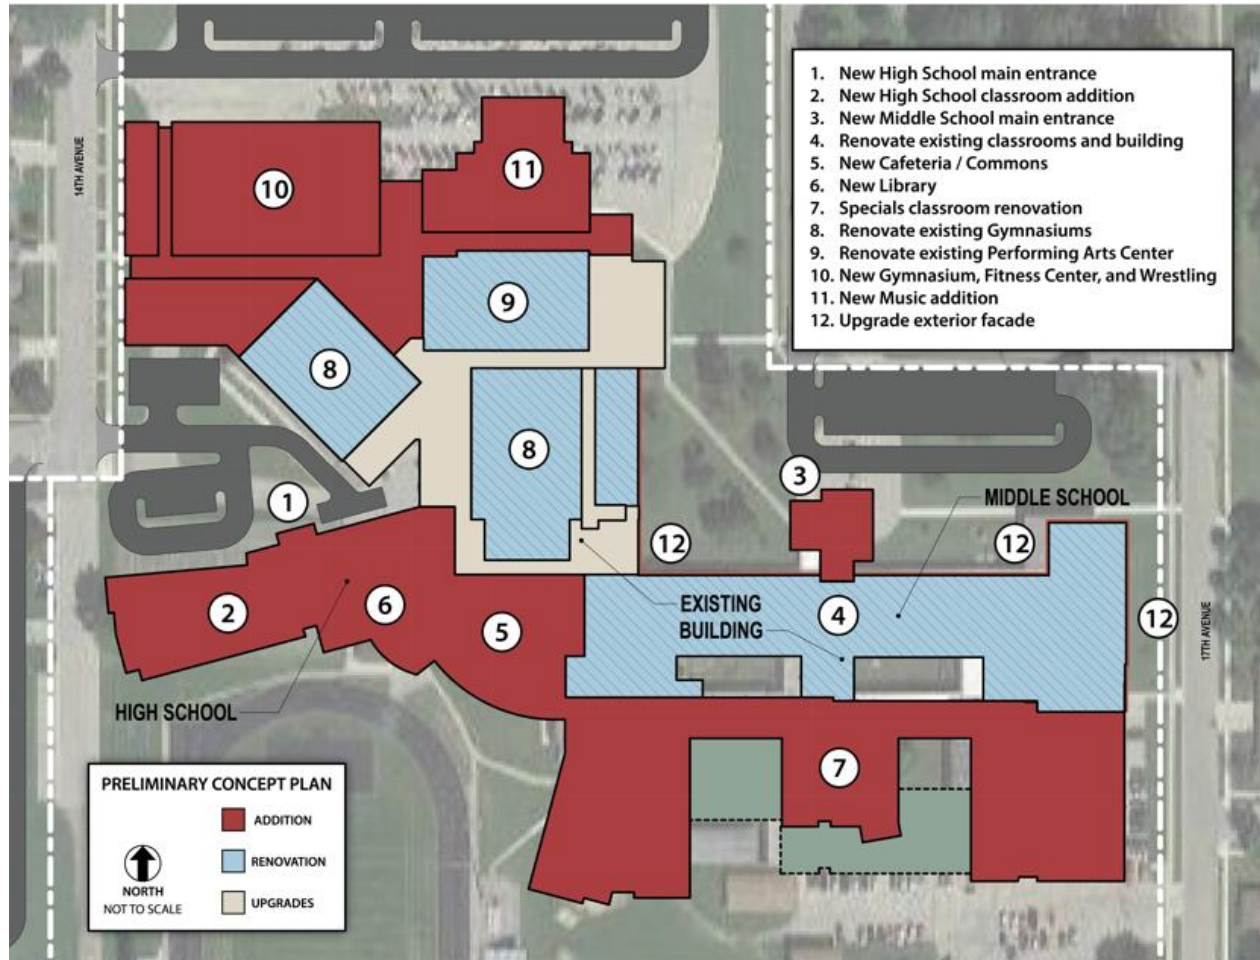 1. New High School main entrance
2. New High School classroom addition
3. New Middle School main entrance
4. Renovate existing classrooms and building
5. New Cafeteria / Commons
6. New Library
7. Specials classroom renovation
8. Renovate existing Gymnasiums
9. Renovate existing Performing Arts Center
10. New Gymnasium, Fitness Center, and Wrestling
11. New Music addition
12. Upgrade exterior facade
14TH AVENUE
10
11
9
8
8
1
3
MIDDLE SCHOOL
12
12
2
6
5
EXISTING
BUILDING
4
12
17TH AVENUE
HIGH SCHOOL
7
PRELIMINARY CONCEPT PLAN
ADDITION
RENOVATION
UPGRADES
NORTH
NOT TO SCALE